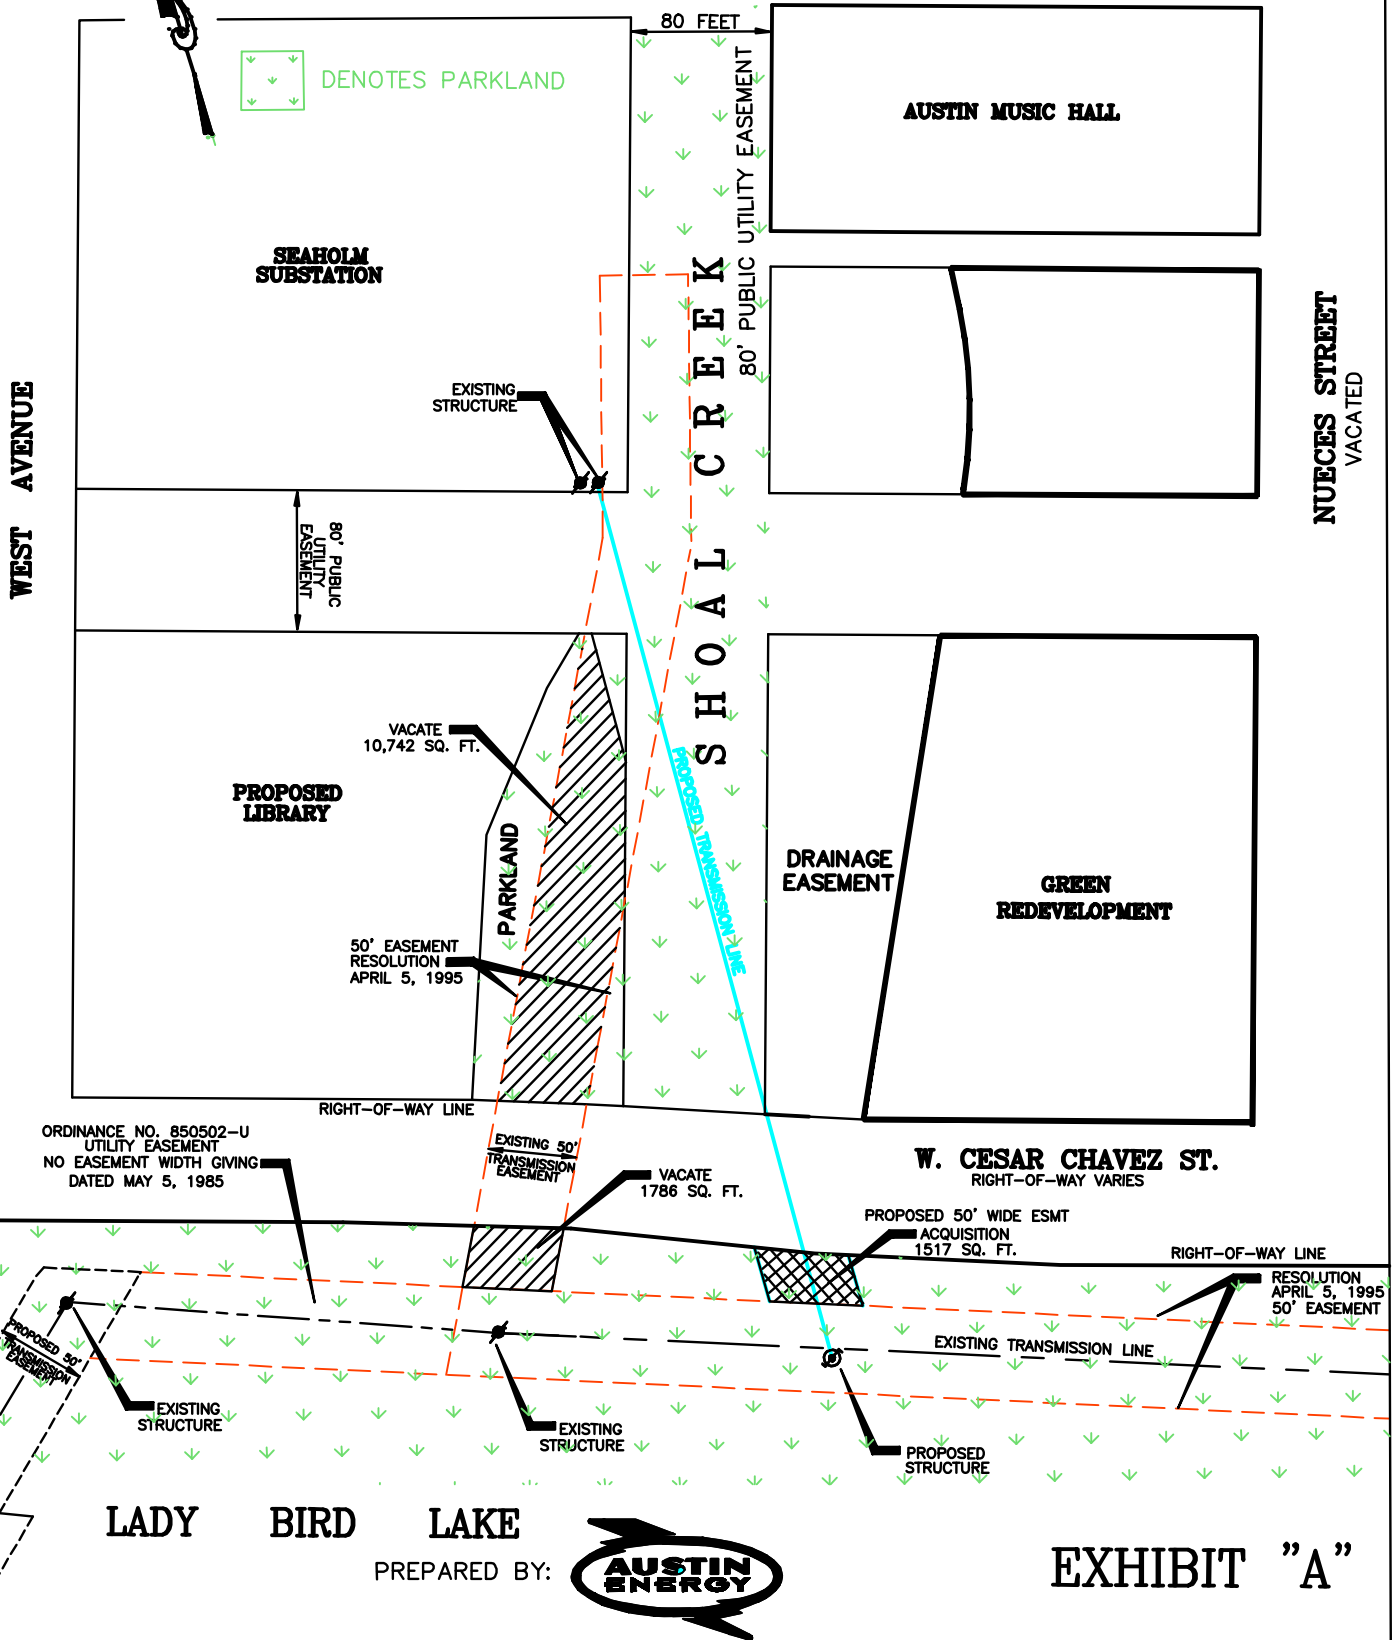 80 FEET
DENOTES PARKLAND
80' PUBLIC UTILITY EASEMENT
AUSTIN MUSIC HALL
SEAHOLM
SUBSTATION
SHOAL CREEK
NUECES STREET
VACATED
WEST AVENUE
EXISTING
STRUCTURE
80' PUBLIC
UTILITY
EASEMENT
VACATE
10,742 SQ. FT.
PROPOSED
LIBRARY
PARKLAND
PROPOSED TRANSMISSION LINE
DRAINAGE
EASEMENT
GREEN
REDEVELOPMENT
50' EASEMENT
RESOLUTION
APRIL 5, 1995
RIGHT-OF-WAY LINE
ORDINANCE NO. 850502-U
UTILITY EASEMENT
NO EASEMENT WIDTH GIVING
DATED MAY 5, 1985
EXISTING 50'
TRANSMISSION
EASEMENT
VACATE
1786 SQ. FT.
W. CESAR CHAVEZ ST.
RIGHT-OF-WAY VARIES
PROPOSED 50' WIDE ESMT
ACQUISITION
1517 SQ. FT.
RIGHT-OF-WAY LINE
RESOLUTION
APRIL 5, 1995
50' EASEMENT
EXISTING TRANSMISSION LINE
PROPOSED 50'
TRANSMISSION
EASEMENT
EXISTING
STRUCTURE
EXISTING
STRUCTURE
PROPOSED
STRUCTURE
LADY BIRD LAKE
PREPARED BY:
AUSTIN
ENERGY
EXHIBIT "A"